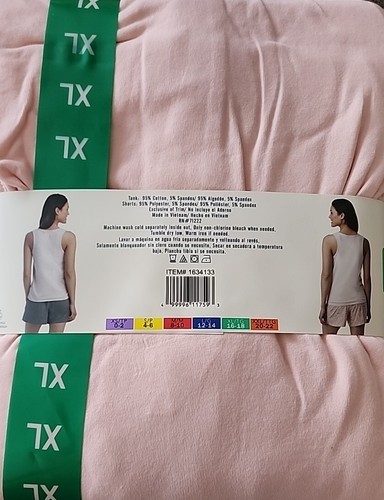 XL
XL
XL
Tank: 95% Cotton, 5% Spandex/ 95% Algodón, 5% Spandex
Shorts: 95% Polyester, 5% Spandex/ 95% Poliéster, 5% Spandex
Exclusive of Trim/ No Incluye el Adorno
Made in Vietnam/ Hecho en Vietnam
RN#71222
Machine wash cold separately inside out. Only non-chlorine bleach when needed.
Tumble dry low. Warm iron if needed.
Lavar a máquina en agua fría separadamente y volteando al revés.
Solamente blanqueador sin cloro cuando se necesite. Secar en secadora a temperatura
baja. Plancha tibia si se necesita.
ITEM# 1634133
4 99996 11759 3
0-2
4-6
8-10
12-14
16-18
20-22
XL
XL
XL